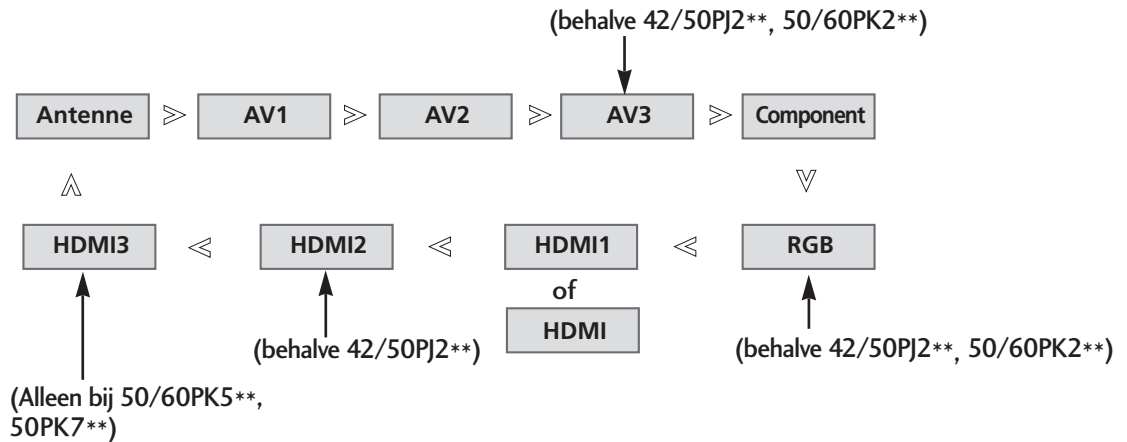 (behalve 42/50PJ2**, 50/60PK2**)
Antenne
AV1
AV2
AV3
Component
HDMI3
HDMI2
HDMI1
RGB
of
HDMI
(behalve 42/50PJ2**)
(behalve 42/50PJ2**, 50/60PK2**)
(Alleen bij 50/60PK5**,
50PK7**)